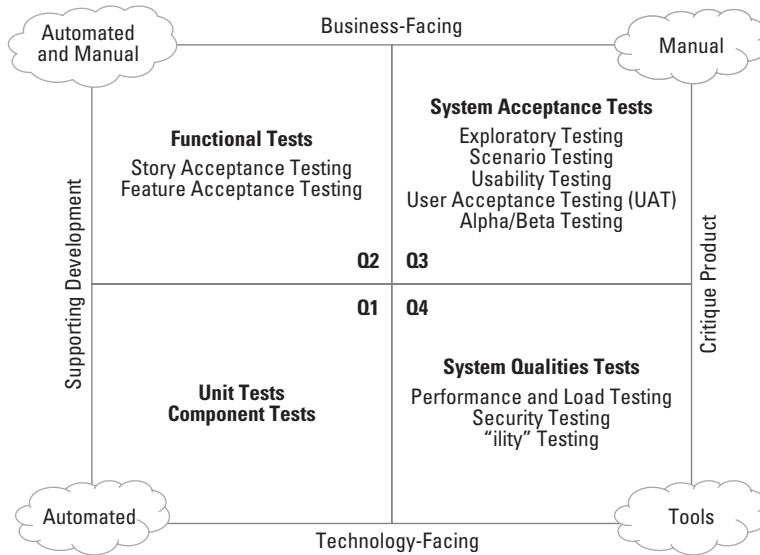 Automated
and Manual
Business-Facing
Manual
Functional Tests
Story Acceptance Testing
Feature Acceptance Testing
System Acceptance Tests
Exploratory Testing
Scenario Testing
Usability Testing
User Acceptance Testing (UAT)
Alpha/Beta Testing
Supporting Development
Q2
Q3
Critique Product
Q1
Q4
Unit Tests
Component Tests
System Qualities Tests
Performance and Load Testing
Security Testing
“ility” Testing
Automated
Technology-Facing
Tools